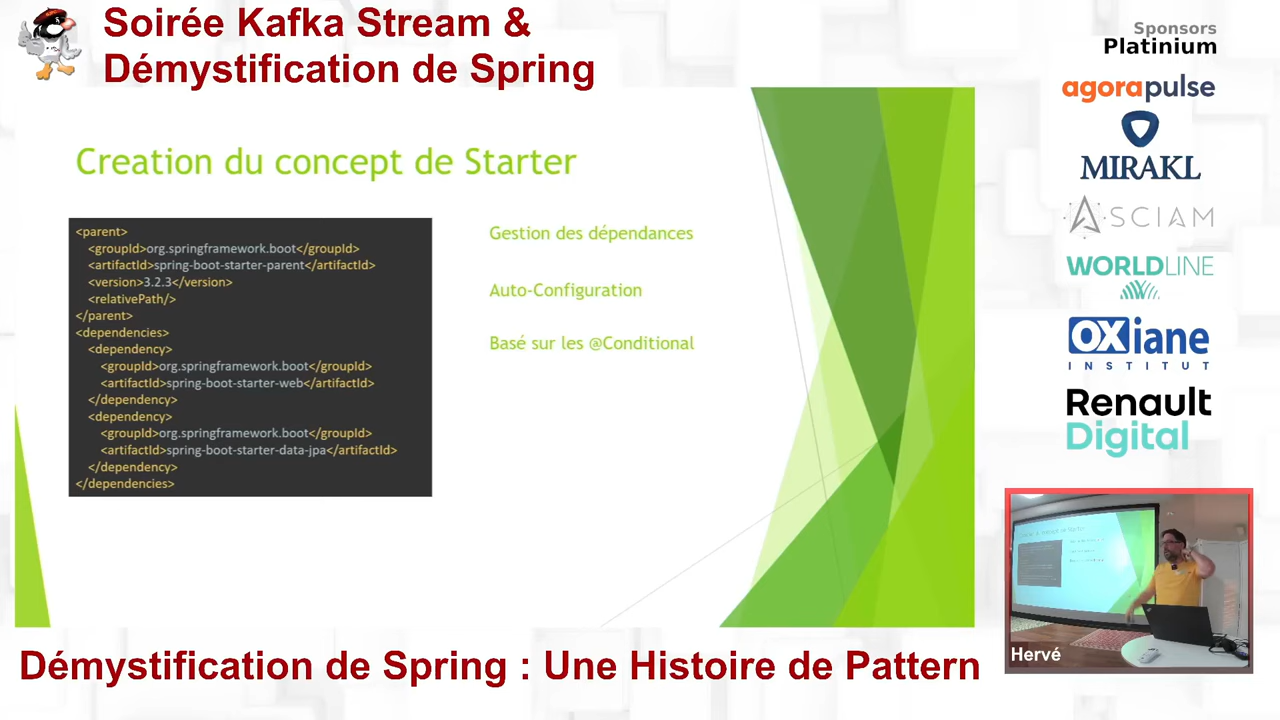 Soirée Kafka Stream &
Démystification de Spring
Sponsors
Platinium
agorapulse
MIRAKL
ASCIAM
WORLDLINE
OXiane
INSTITUT
Renault
Digital
Creation du concept de Starter
<parent>
<groupId>org.springframework.boot</groupId>
<artifactId>spring-boot-starter-parent</artifactId>
<version>3.2.3</version>
<relativePath/>
</parent>
<dependencies>
<dependency>
<groupId>org.springframework.boot</groupId>
<artifactId>spring-boot-starter-web</artifactId>
</dependency>
<dependency>
<groupId>org.springframework.boot</groupId>
<artifactId>spring-boot-starter-data-jpa</artifactId>
</dependency>
</dependencies>
Gestion des dépendances
Auto-Configuration
Basé sur les @Conditional
Hervé
Démystification de Spring : Une Histoire de Pattern